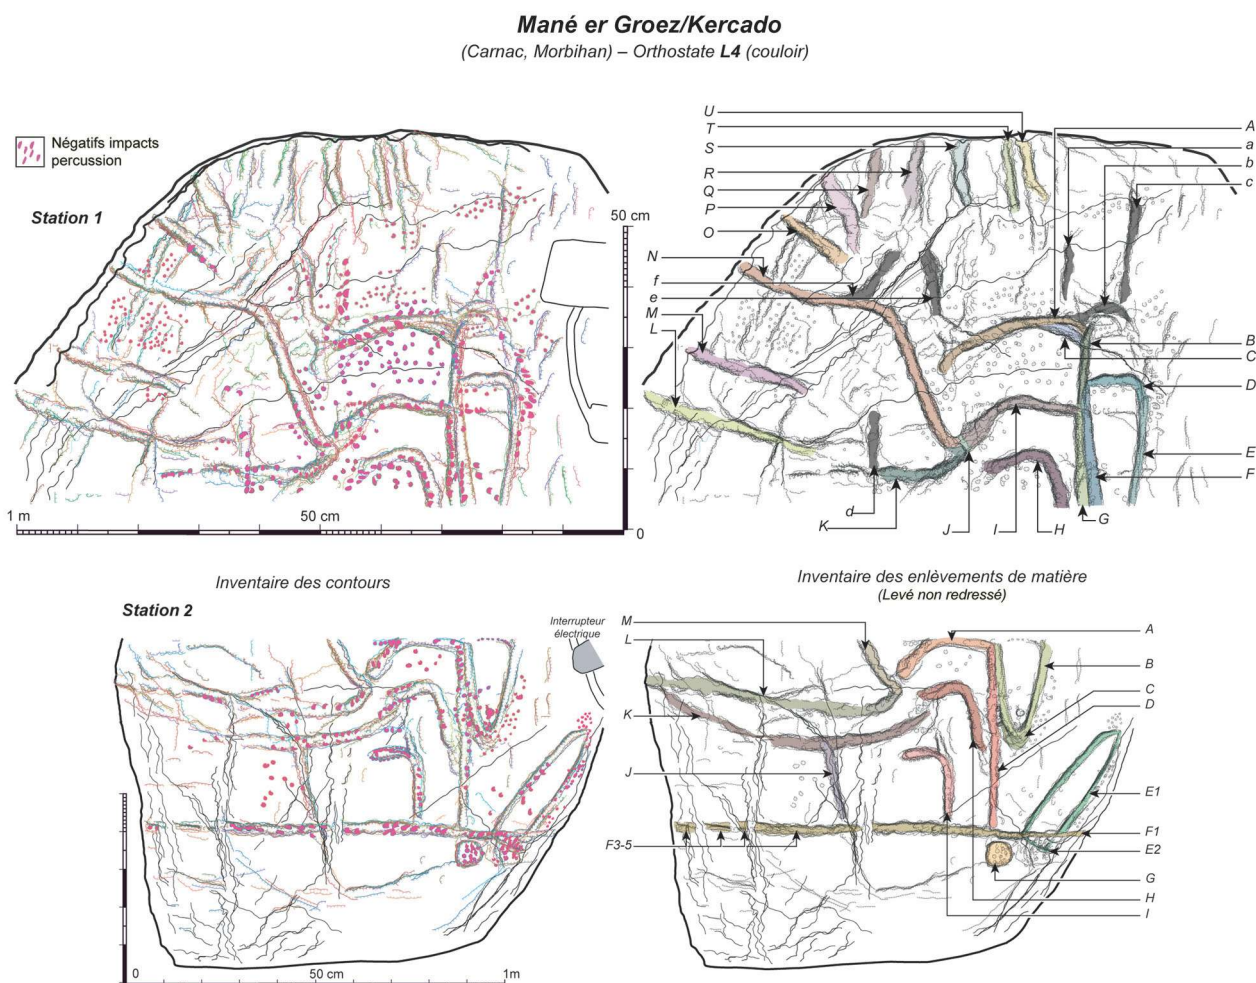 Mané er Groez/Kercado
(Carnac, Morbihan) – Orthostate L4 (couloir)
Négatifs impacts
percussion
Station 1
50 cm
0
1 m
50 cm
U
T
S
R
Q
P
O
N
f
e
M
L
A
a
b
c
B
C
D
E
F
d
K
J
I
H
G
Inventaire des contours
Inventaire des enlèvements de matière
(Levé non redressé)
Station 2
Interrupteur
électrique
0
50 cm
1m
M
L
K
J
F3-5
A
B
C
D
E1
F1
E2
G
H
I